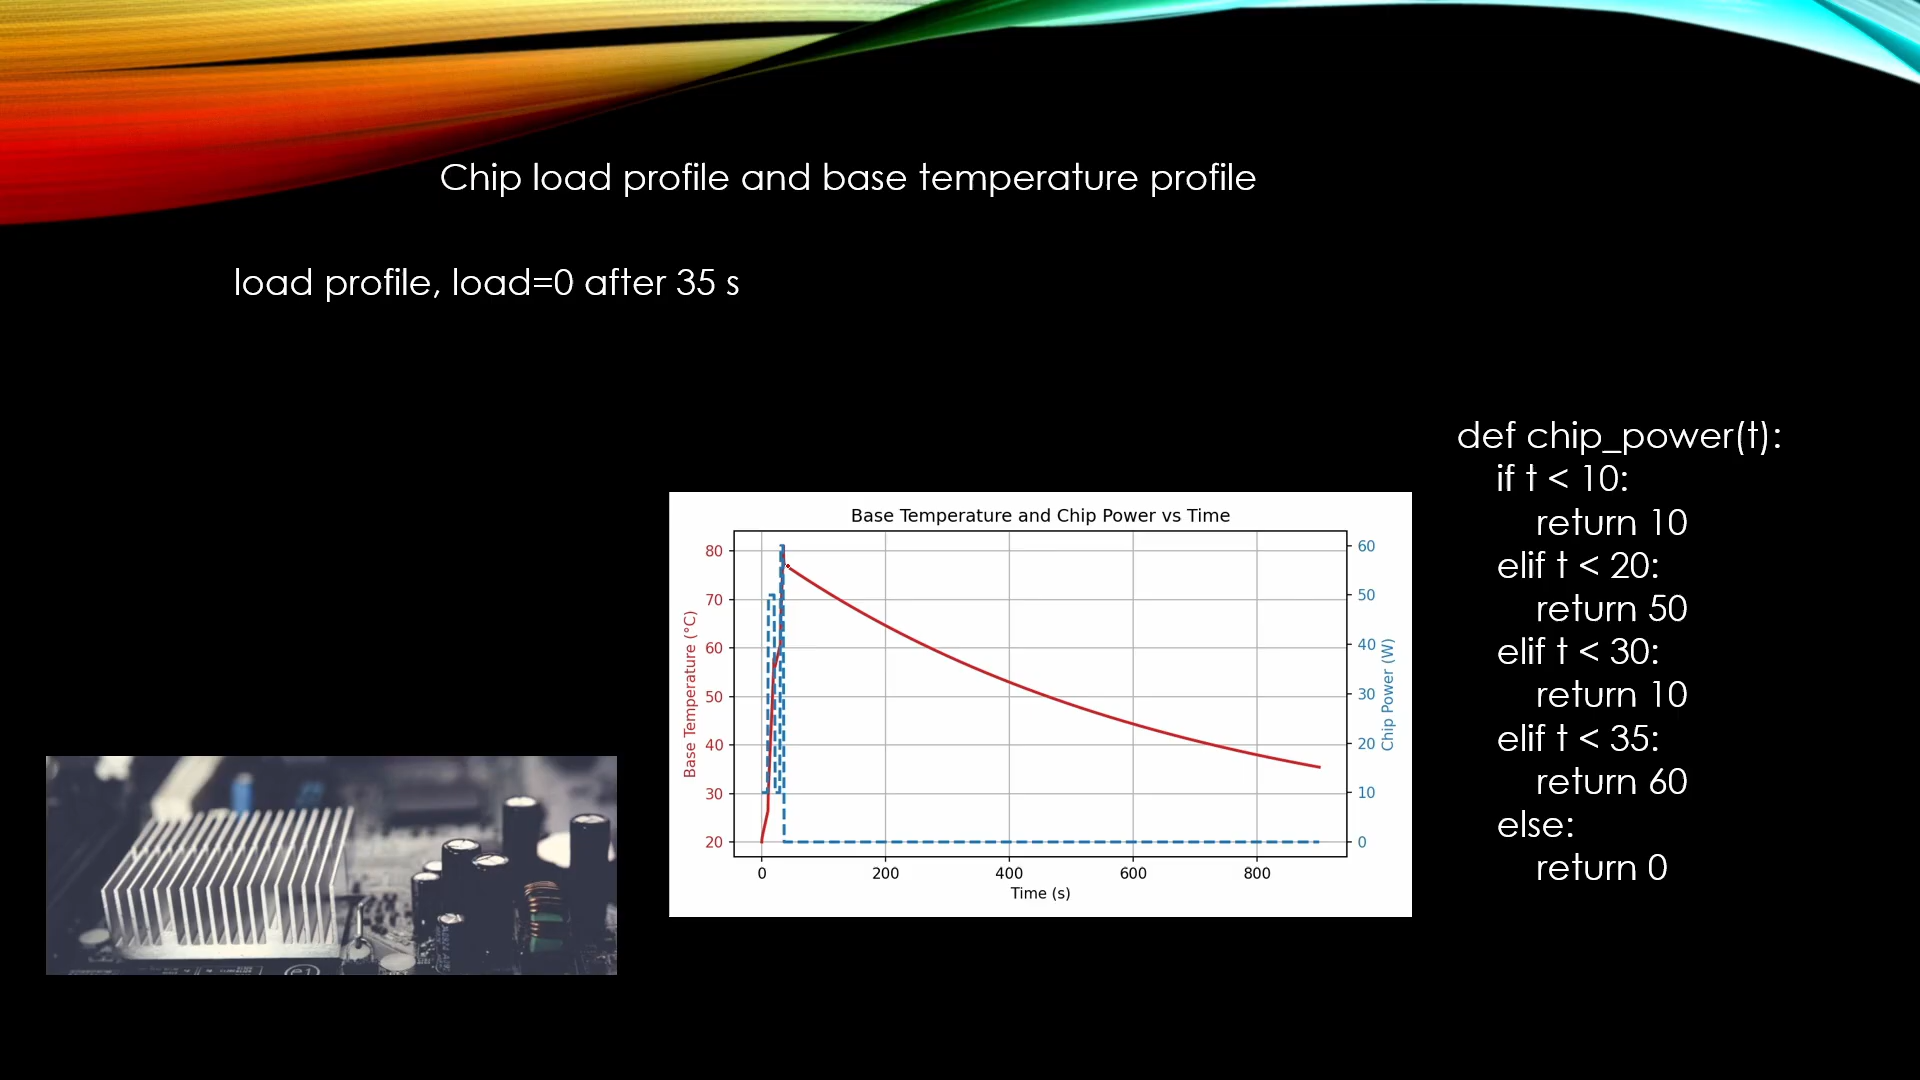 Chip load profile and base temperature profile
load profile, load=0 after 35 s
def chip_power(t):
if t < 10:
return 10
elif t < 20:
return 50
elif t < 30:
return 10
elif t < 35:
return 60
else:
return 0
Base Temperature and Chip Power vs Time
Base Temperature (°C)
80
70
60
50
40
30
20
60
50
40
30
20
10
0
Chip Power (W)
0 200 400 600 800
Time (s)